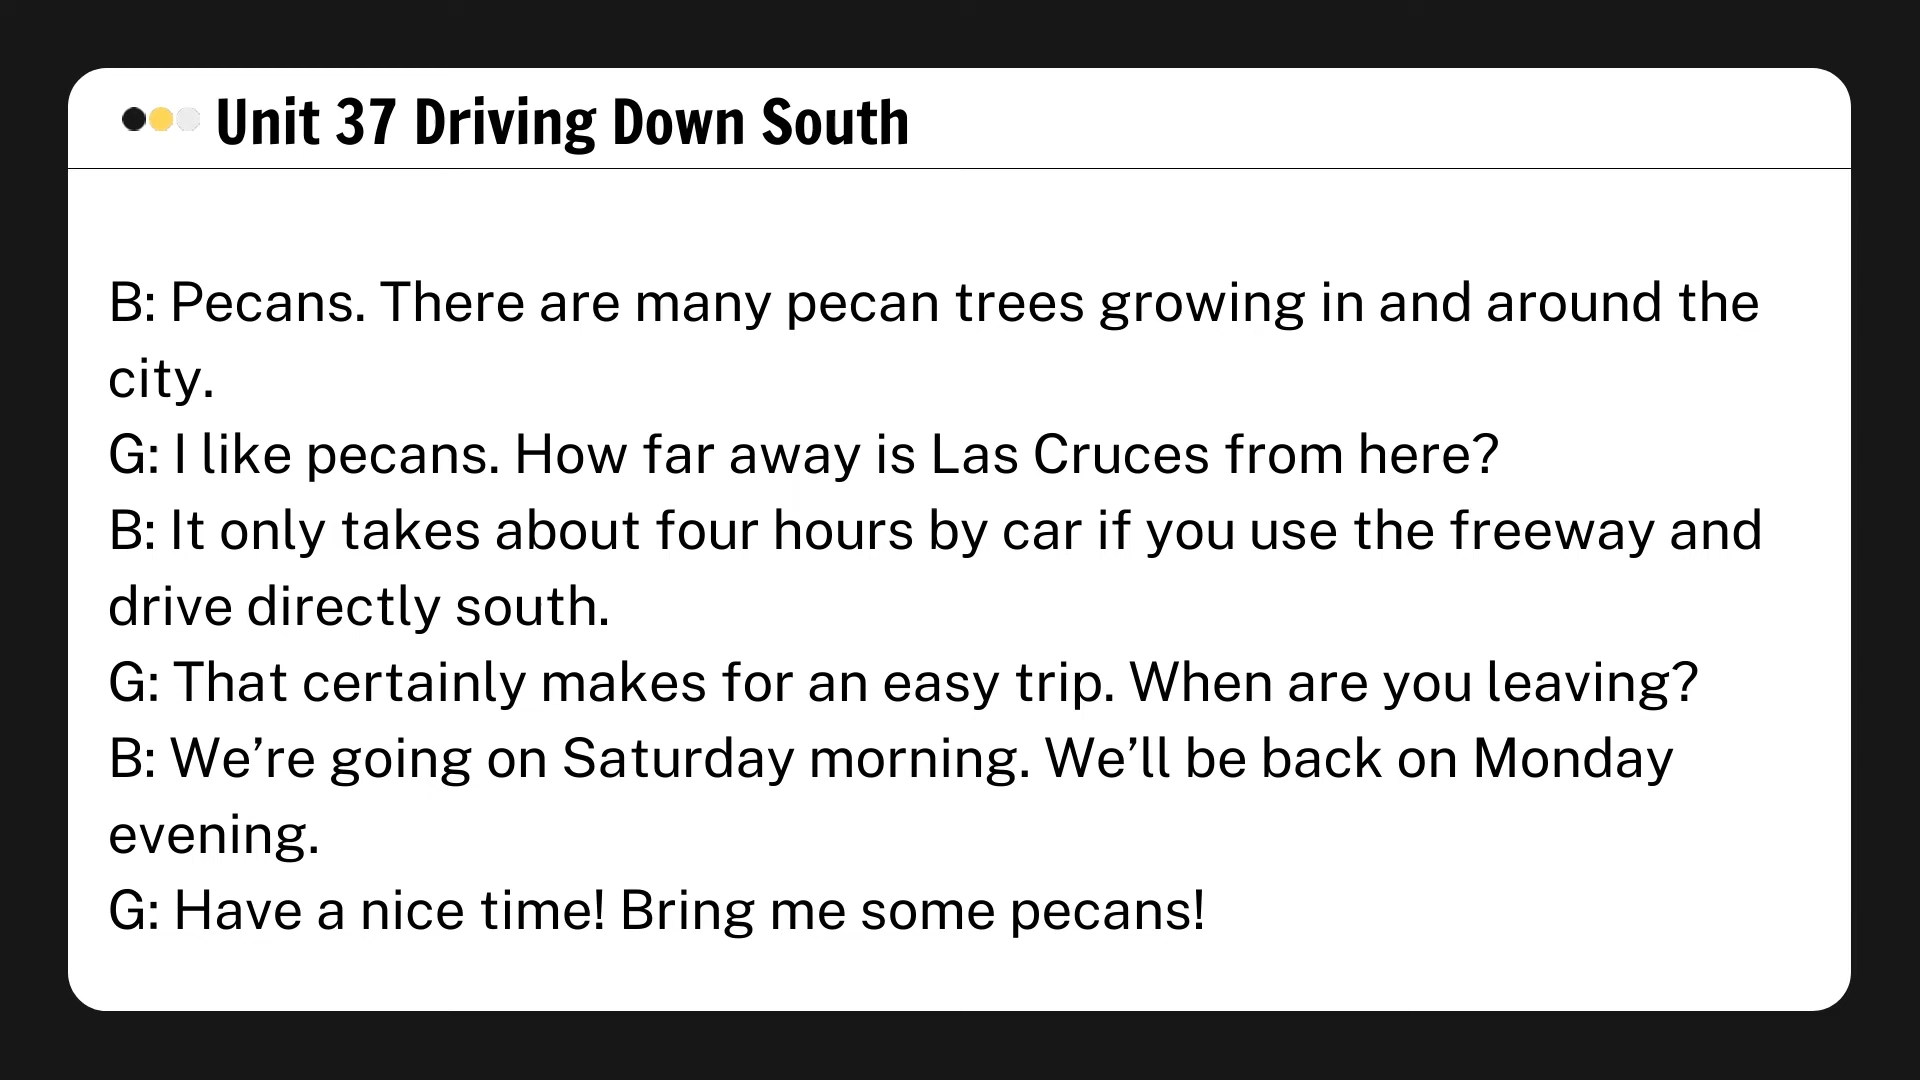 Unit 37 Driving Down South
B: Pecans. There are many pecan trees growing in and around the
city.
G: I like pecans. How far away is Las Cruces from here?
B: It only takes about four hours by car if you use the freeway and
drive directly south.
G: That certainly makes for an easy trip. When are you leaving?
B: We’re going on Saturday morning. We’ll be back on Monday
evening.
G: Have a nice time! Bring me some pecans!